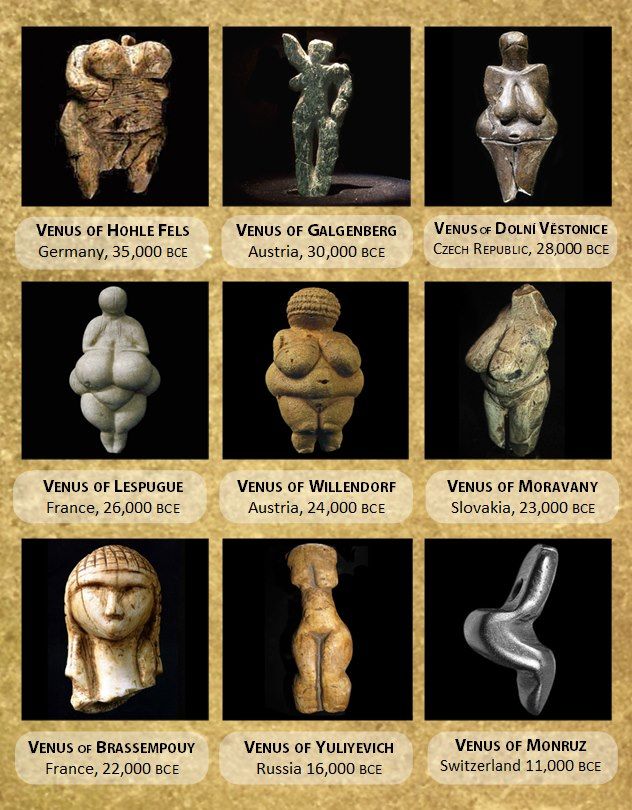 VENUS OF HOHLE FELS
Germany, 35,000 BCE
VENUS OF GALGENBERG
Austria, 30,000 BCE
VENUS OF DOLNÍ VĚSTONICE
CZECH REPUBLIC, 28,000 BCE
VENUS OF LESPUGUE
France, 26,000 BCE
VENUS OF WILLENDORF
Austria, 24,000 BCE
VENUS OF MORAVANY
Slovakia, 23,000 BCE
VENUS OF BRASSEMPOUY
France, 22,000 BCE
VENUS OF YULIYEVICH
Russia 16,000 BCE
VENUS OF MONRUZ
Switzerland 11,000 BCE